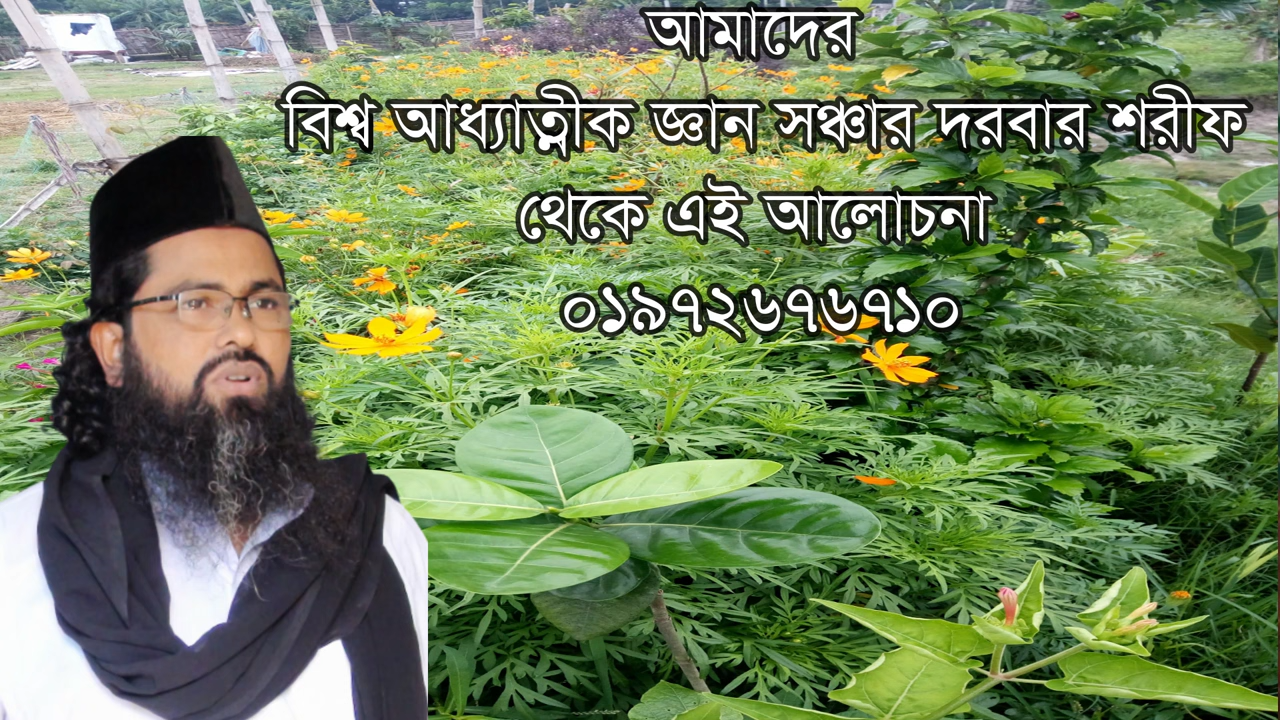 আমাদের
বিশ্ব আধ্যাত্নীক জ্ঞান সঞ্চার দরবার শরীফ
থেকে এই আলোচনা
০১৯৭২৬৭৬৭১০